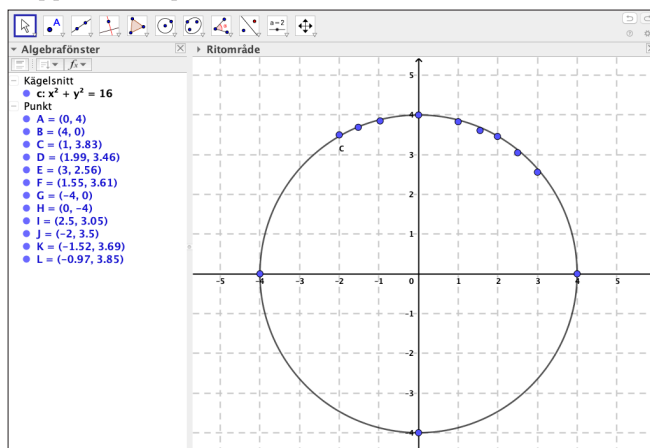 A
a=2
Algebrafönster
Ritområde
fx
Kägelsnitt
c: x² + y² = 16
Punkt
A = (0, 4)
B = (4, 0)
C = (1, 3.83)
D = (1.99, 3.46)
E = (3, 2.56)
F = (1.55, 3.61)
G = (-4, 0)
H = (0, -4)
I = (2.5, 3.05)
J = (-2, 3.5)
K = (-1.52, 3.69)
L = (-0.97, 3.85)
5
4
c
3
2
1
-5 -4 -3 -2 -1 0 1 2 3 4 5
-1
-2
-3
-4